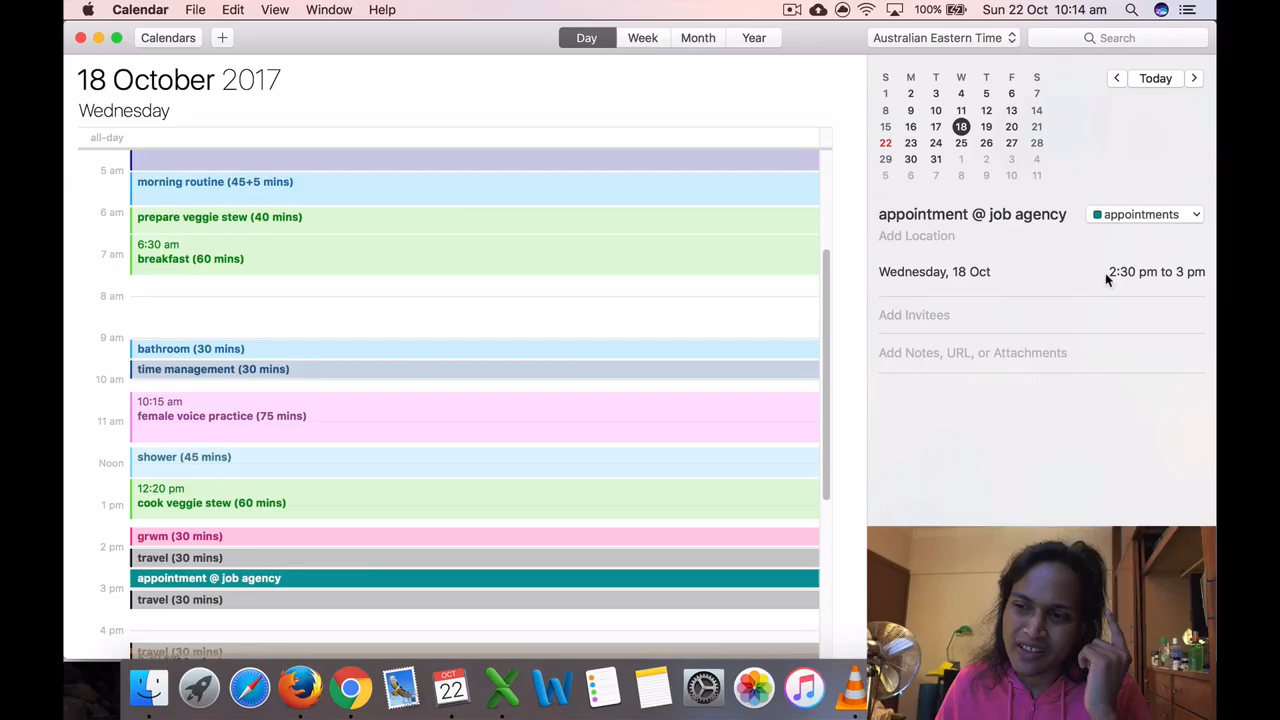 Calendar File Edit View Window Help 100% Sun 22 Oct 10:14 am
Calendars + Day Week Month Year Australian Eastern Time Search
18 October 2017
Wednesday
all-day
5 am
morning routine (45+5 mins)
6 am
prepare veggie stew (40 mins)
6:30 am
7 am
breakfast (60 mins)
8 am
9 am
bathroom (30 mins)
time management (30 mins)
10 am
10:15 am
female voice practice (75 mins)
11 am
shower (45 mins)
Noon
12:20 pm
cook veggie stew (60 mins)
1 pm
grwm (30 mins)
2 pm
travel (30 mins)
appointment @ job agency
3 pm
travel (30 mins)
4 pm
travel (30 mins)
S M T W T F S
1 2 3 4 5 6 7
8 9 10 11 12 13 14
15 16 17 18 19 20 21
22 23 24 25 26 27 28
29 30 31 1 2 3 4
5 6 7 8 9 10 11
< Today >
appointment @ job agency appointments
Add Location
Wednesday, 18 Oct 2:30 pm to 3 pm
Add Invitees
Add Notes, URL, or Attachments
OCT
22